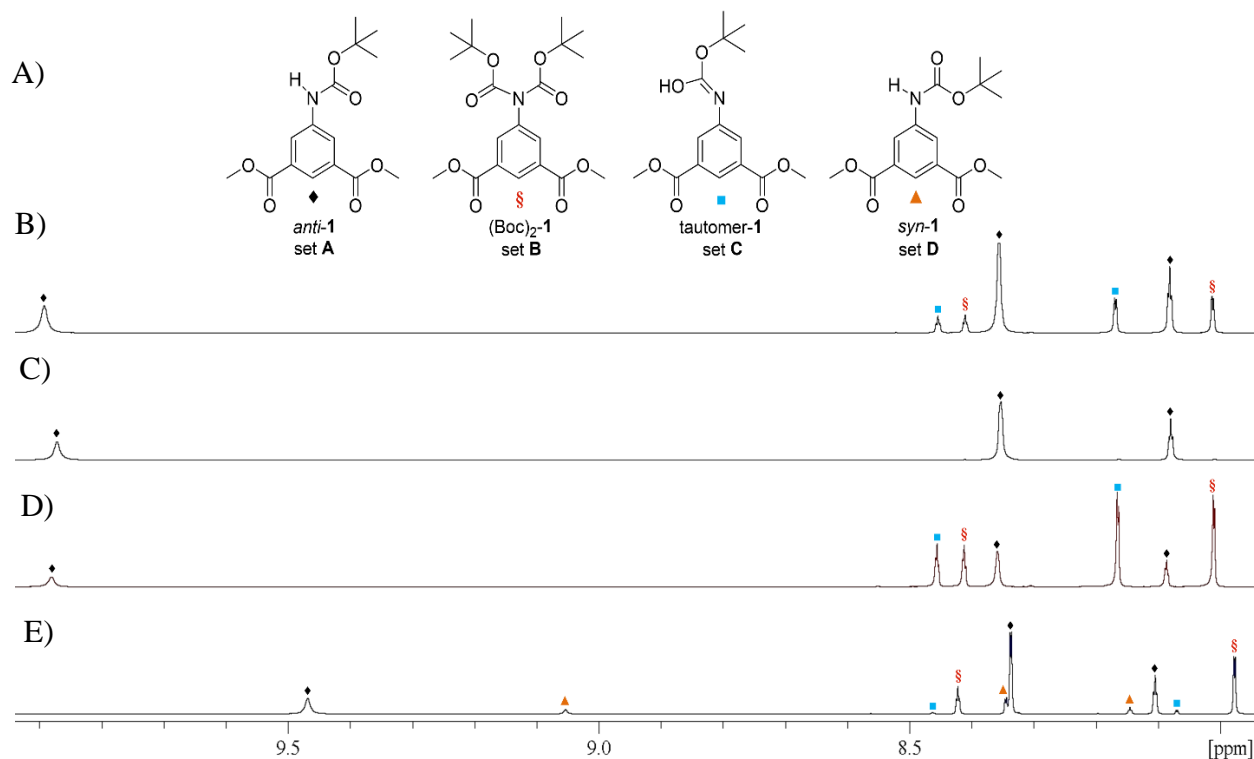 A)
H N O O
O O N O O
O HO N
H N O O
O O O O
O O O O
O O O O
O O O O
♦ § ■ ▲
anti-1 (Boc)₂-1 tautomer-1 syn-1
set A set B set C set D
B)
♦ ■ § ♦ ■ ♦ §
C)
♦ ♦ ♦
D)
♦ ■ § ♦ ■ ♦ §
E)
♦ ▲ ■ § ▲ ♦ ▲ ♦ ■ §
9.5 9.0 8.5 [ppm]